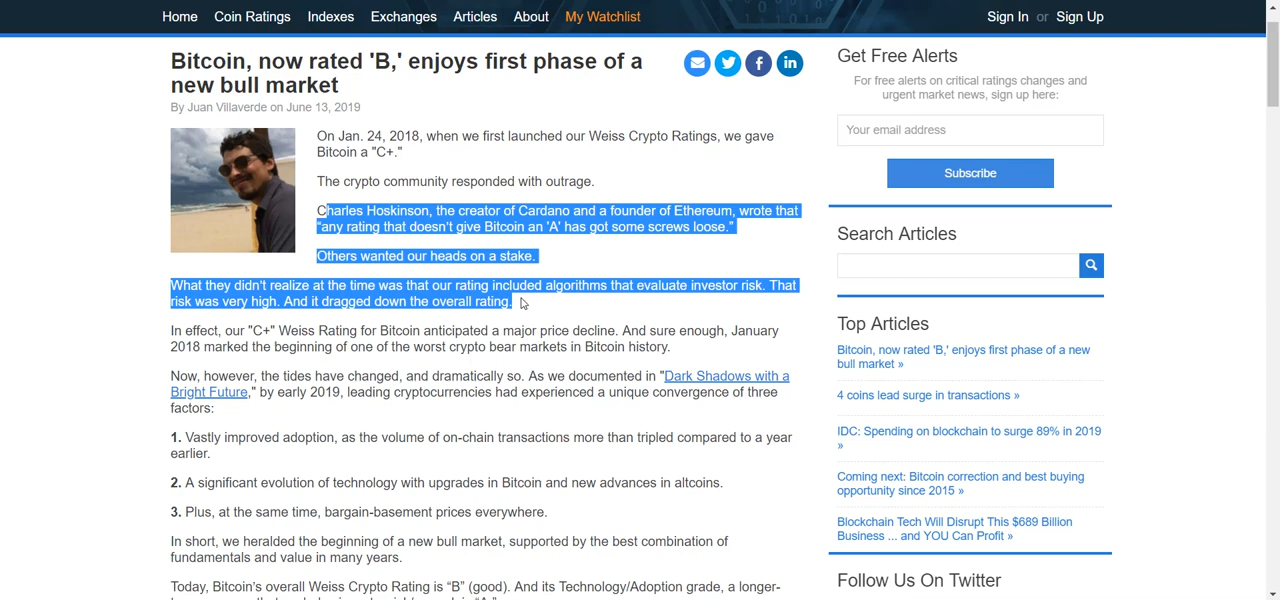 Home Coin Ratings Indexes Exchanges Articles About My Watchlist Sign In or Sign Up
Bitcoin, now rated 'B,' enjoys first phase of a
new bull market
By Juan Villaverde on June 13, 2019
On Jan. 24, 2018, when we first launched our Weiss Crypto Ratings, we gave
Bitcoin a "C+."
The crypto community responded with outrage.
Charles Hoskinson, the creator of Cardano and a founder of Ethereum, wrote that
“any rating that doesn't give Bitcoin an 'A' has got some screws loose.”
Others wanted our heads on a stake.
What they didn't realize at the time was that our rating included algorithms that evaluate investor risk. That
risk was very high. And it dragged down the overall rating.
In effect, our "C+" Weiss Rating for Bitcoin anticipated a major price decline. And sure enough, January
2018 marked the beginning of one of the worst crypto bear markets in Bitcoin history.
Now, however, the tides have changed, and dramatically so. As we documented in "Dark Shadows with a
Bright Future," by early 2019, leading cryptocurrencies had experienced a unique convergence of three
factors:
1. Vastly improved adoption, as the volume of on-chain transactions more than tripled compared to a year
earlier.
2. A significant evolution of technology with upgrades in Bitcoin and new advances in altcoins.
3. Plus, at the same time, bargain-basement prices everywhere.
In short, we heralded the beginning of a new bull market, supported by the best combination of
fundamentals and value in many years.
Today, Bitcoin's overall Weiss Crypto Rating is “B” (good). And its Technology/Adoption grade, a longer-
Get Free Alerts
For free alerts on critical ratings changes and
urgent market news, sign up here:
Your email address
Subscribe
Search Articles
Top Articles
Bitcoin, now rated 'B,' enjoys first phase of a new
bull market »
4 coins lead surge in transactions »
IDC: Spending on blockchain to surge 89% in 2019
»
Coming next: Bitcoin correction and best buying
opportunity since 2015 »
Blockchain Tech Will Disrupt This $689 Billion
Business ... and YOU Can Profit »
Follow Us On Twitter